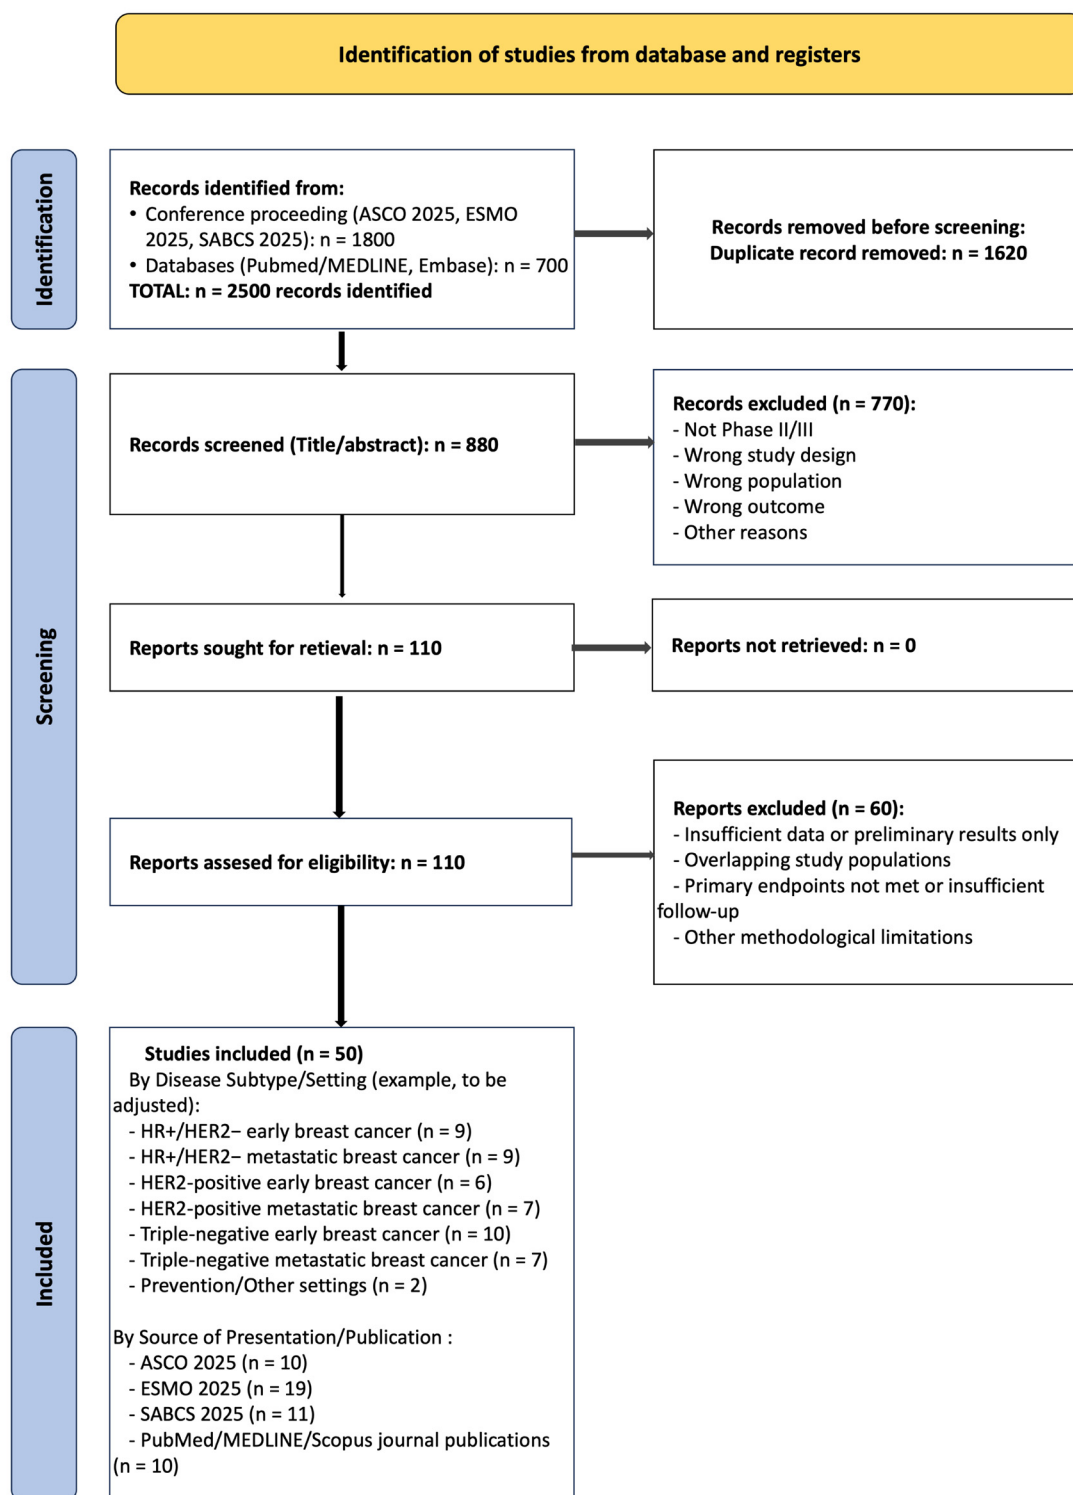 Identification of studies from database and registers
Identification
Records identified from:
• Conference proceeding (ASCO 2025, ESMO
2025, SABCS 2025): n = 1800
• Databases (Pubmed/MEDLINE, Embase): n = 700
TOTAL: n = 2500 records identified
Records removed before screening:
Duplicate record removed: n = 1620
Screening
Records screened (Title/abstract): n = 880
Records excluded (n = 770):
- Not Phase II/III
- Wrong study design
- Wrong population
- Wrong outcome
- Other reasons
Reports sought for retieval: n = 110
Reports not retrieved: n = 0
Reports assesed for eligibility: n = 110
Reports excluded (n = 60):
- Insufficient data or preliminary results only
- Overlapping study populations
- Primary endpoints not met or insufficient
follow-up
- Other methodological limitations
Included
Studies included (n = 50)
By Disease Subtype/Setting (example, to be
adjusted):
- HR+/HER2− early breast cancer (n = 9)
- HR+/HER2− metastatic breast cancer (n = 9)
- HER2-positive early breast cancer (n = 6)
- HER2-positive metastatic breast cancer (n = 7)
- Triple-negative early breast cancer (n = 10)
- Triple-negative metastatic breast cancer (n = 7)
- Prevention/Other settings (n = 2)
By Source of Presentation/Publication :
- ASCO 2025 (n = 10)
- ESMO 2025 (n = 19)
- SABCS 2025 (n = 11)
- PubMed/MEDLINE/Scopus journal publications
(n = 10)